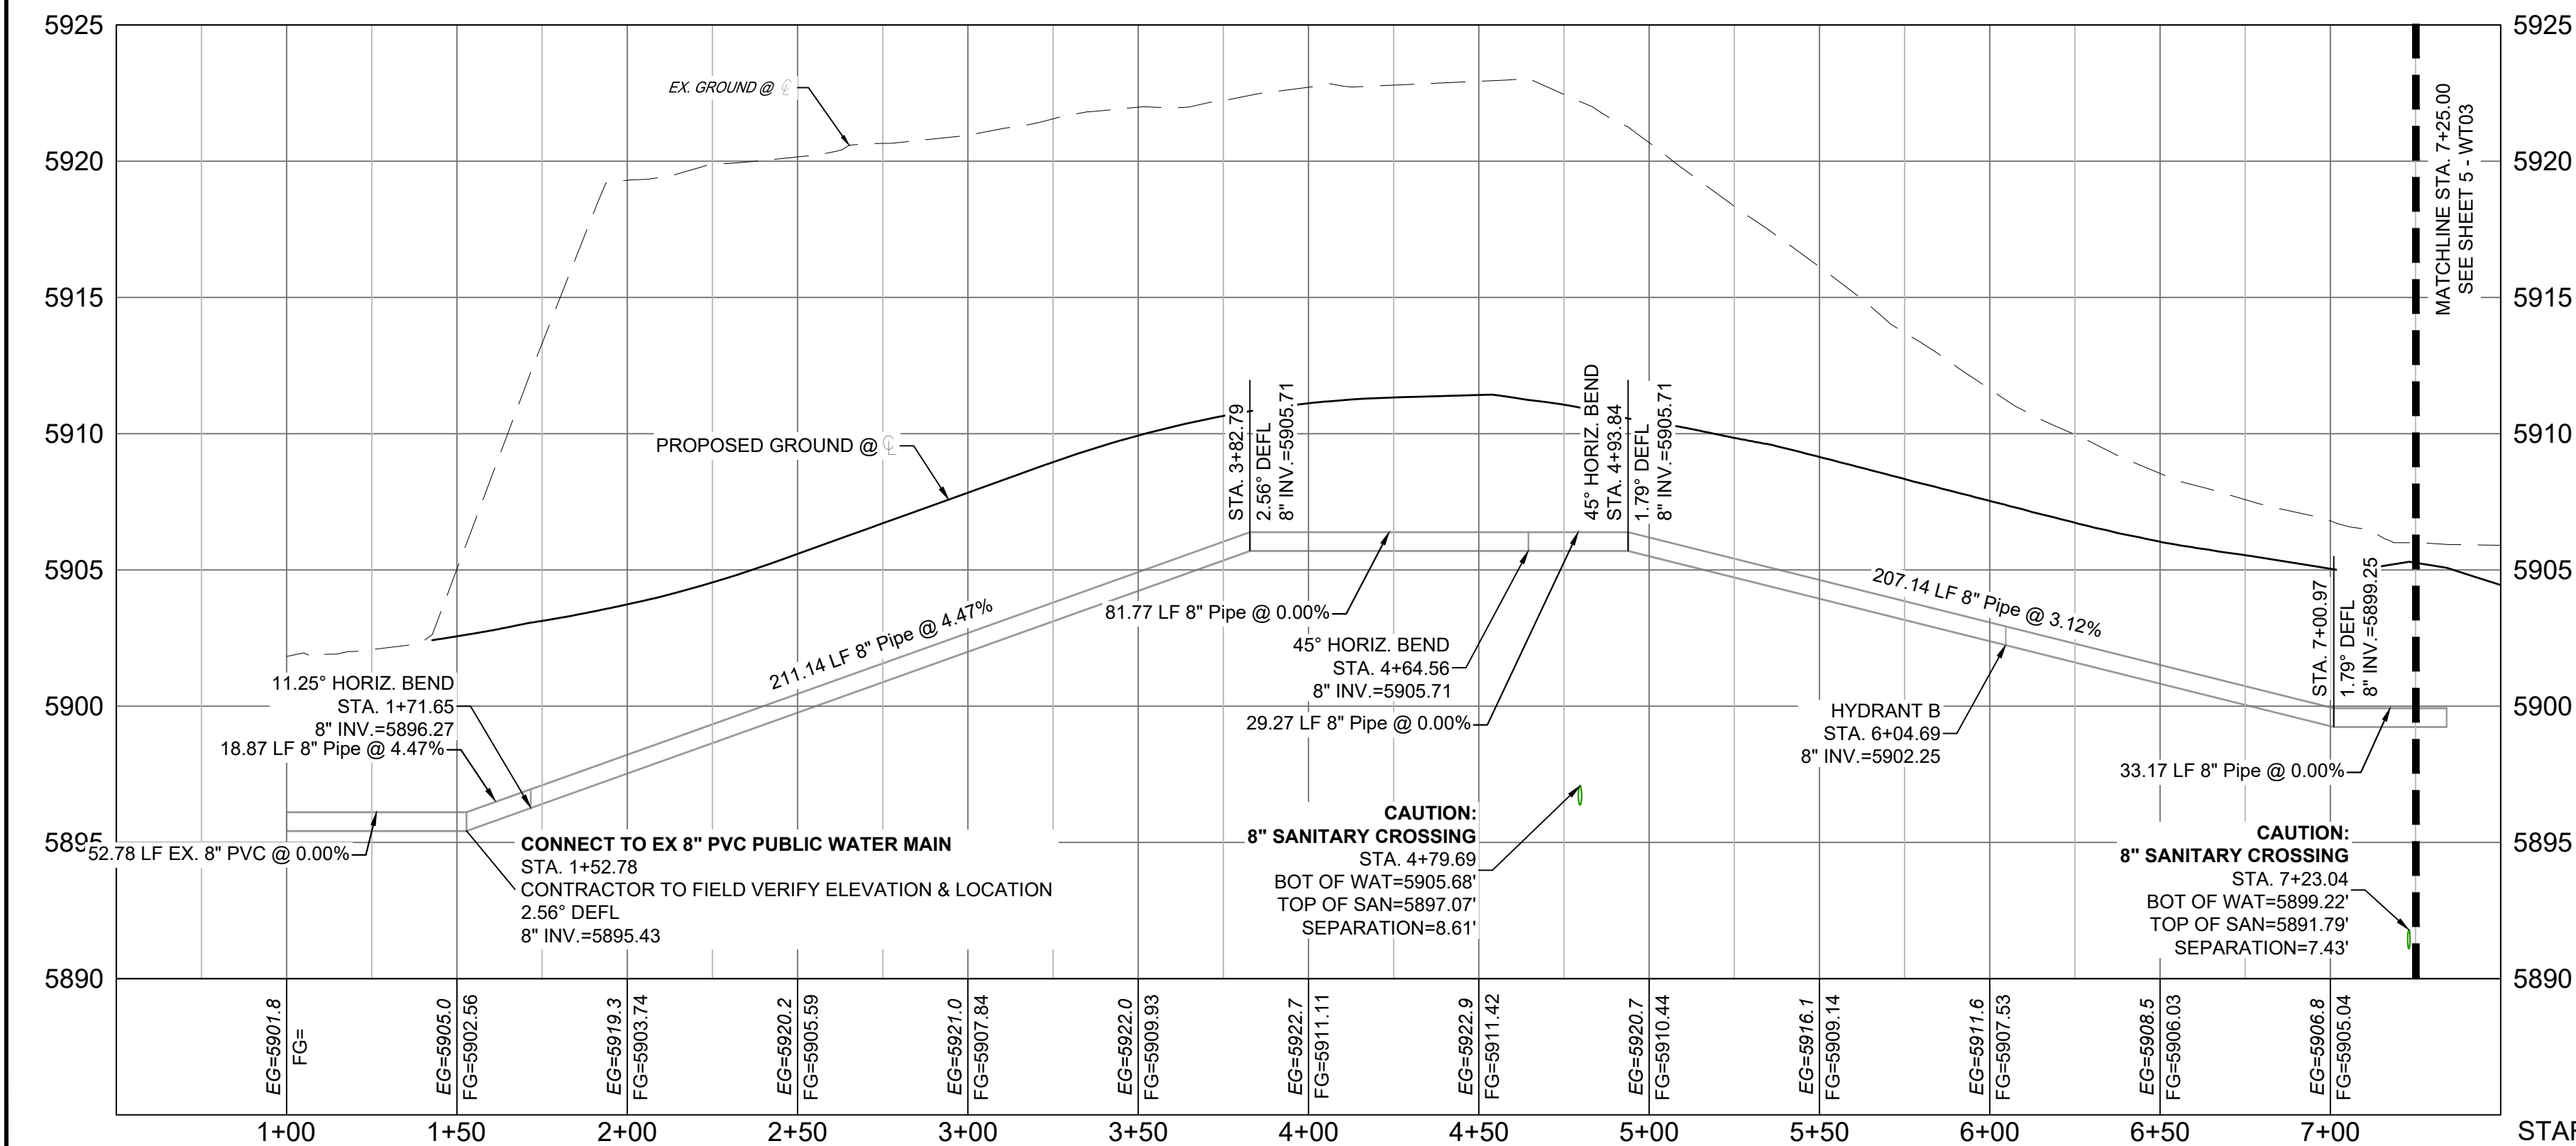 5925
5925
EX. GROUND @ ℄
MATCHLINE STA. 7+25.00
SEE SHEET 5 - WT03
5920
5920
5915
5915
STA. 3+82.79
2.56° DEFL
8" INV.=5905.71
45° HORIZ. BEND
STA. 4+93.84
1.79° DEFL
8" INV.=5905.71
5910
5910
PROPOSED GROUND @ ℄
5905
5905
211.14 LF 8" Pipe @ 4.47%
81.77 LF 8" Pipe @ 0.00%
45° HORIZ. BEND
STA. 4+64.56
8" INV.=5905.71
29.27 LF 8" Pipe @ 0.00%
207.14 LF 8" Pipe @ 3.12%
STA. 7+00.97
1.79° DEFL
8" INV.=5899.25
11.25° HORIZ. BEND
STA. 1+71.65
8" INV.=5896.27
18.87 LF 8" Pipe @ 4.47%
5900
5900
HYDRANT B
STA. 6+04.69
8" INV.=5902.25
33.17 LF 8" Pipe @ 0.00%
5895
5895
52.78 LF EX. 8" PVC @ 0.00%
CONNECT TO EX 8" PVC PUBLIC WATER MAIN
STA. 1+52.78
CONTRACTOR TO FIELD VERIFY ELEVATION & LOCATION
2.56° DEFL
8" INV.=5895.43
CAUTION:
8" SANITARY CROSSING
STA. 4+79.69
BOT OF WAT=5905.68'
TOP OF SAN=5897.07'
SEPARATION=8.61'
CAUTION:
8" SANITARY CROSSING
STA. 7+23.04
BOT OF WAT=5899.22'
TOP OF SAN=5891.79'
SEPARATION=7.43'
5890
5890
EG=5901.8
FG=
EG=5905.0
FG=5902.56
EG=5919.3
FG=5903.74
EG=5920.2
FG=5905.59
EG=5921.0
FG=5907.84
EG=5922.0
FG=5909.93
EG=5922.7
FG=5911.11
EG=5922.9
FG=5911.42
EG=5920.7
FG=5910.44
EG=5916.1
FG=5909.14
EG=5911.6
FG=5907.53
EG=5908.5
FG=5906.03
EG=5906.8
FG=5905.04
1+00 1+50 2+00 2+50 3+00 3+50 4+00 4+50 5+00 5+50 6+00 6+50 7+00